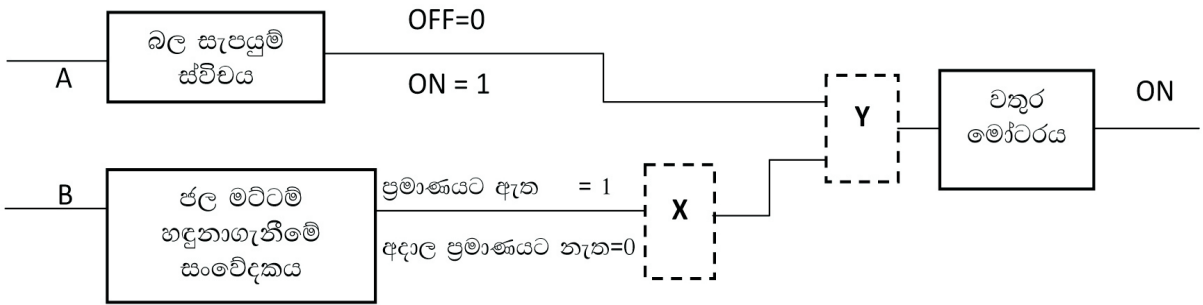 OFF=0
බල සැපයුම්
ස්විචය
A
ON = 1
Y
වතුර
මෝටරය
ON
B
ජල මට්ටම්
හඳුනාගැනීමේ
සංවේදකය
ප්‍රමාණයට ඇත = 1
X
අදාල ප්‍රමාණයට නැත=0